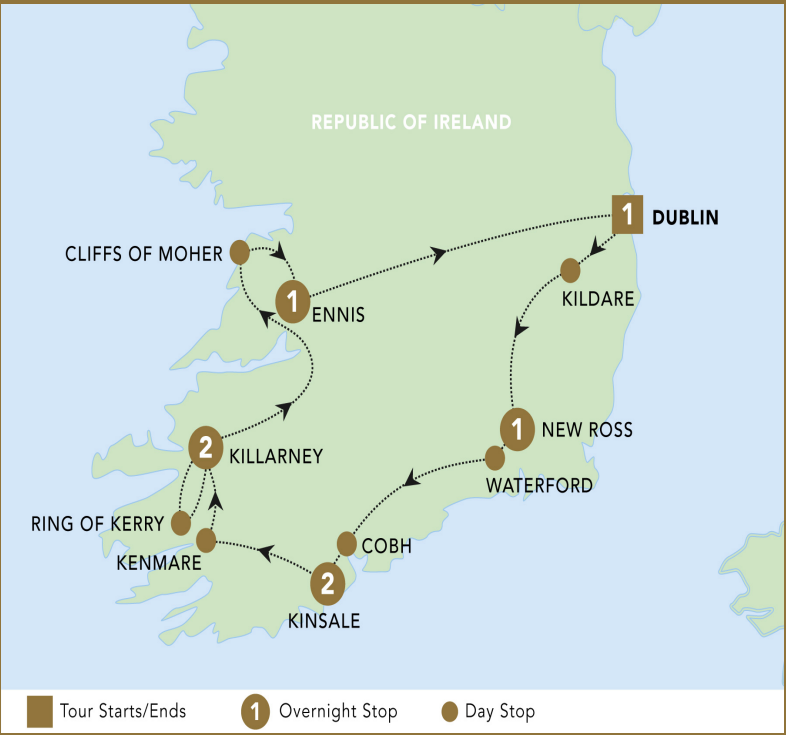 REPUBLIC OF IRELAND
1 DUBLIN
CLIFFS OF MOHER
KILDARE
1 ENNIS
1 NEW ROSS
2 KILLARNEY
WATERFORD
RING OF KERRY
COBH
KENMARE
2
KINSALE
Tour Starts/Ends
1 Overnight Stop
Day Stop